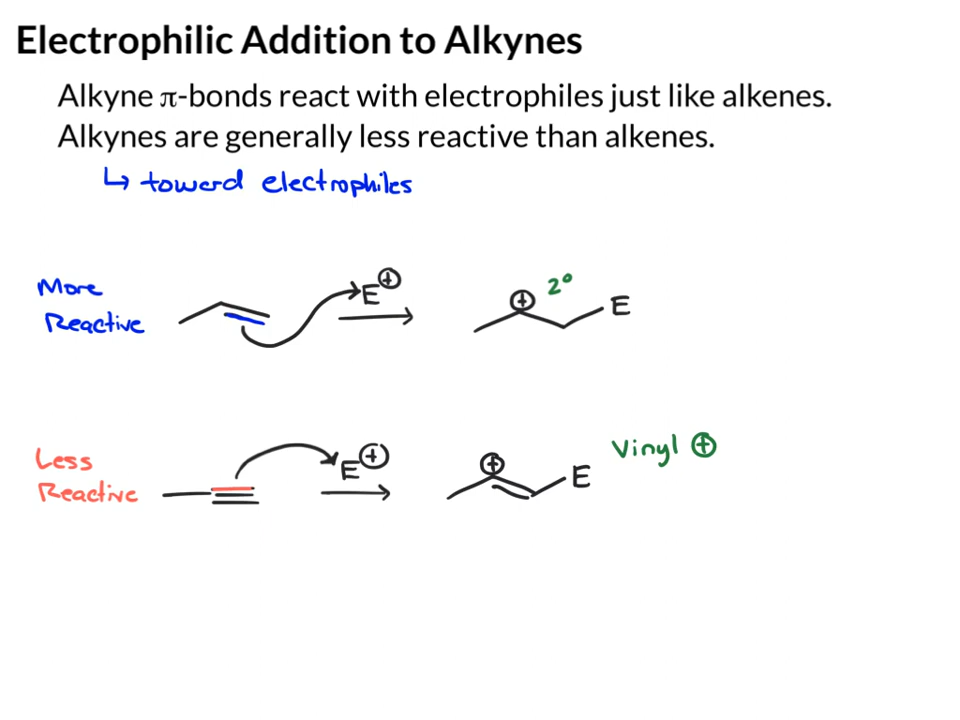 Electrophilic Addition to Alkynes
Alkyne π-bonds react with electrophiles just like alkenes.
Alkynes are generally less reactive than alkenes.
↳ toward electrophiles
More
Reactive
E⊕
⊕ 2°
E
Less
Reactive
E⊕
⊕
E
Vinyl ⊕